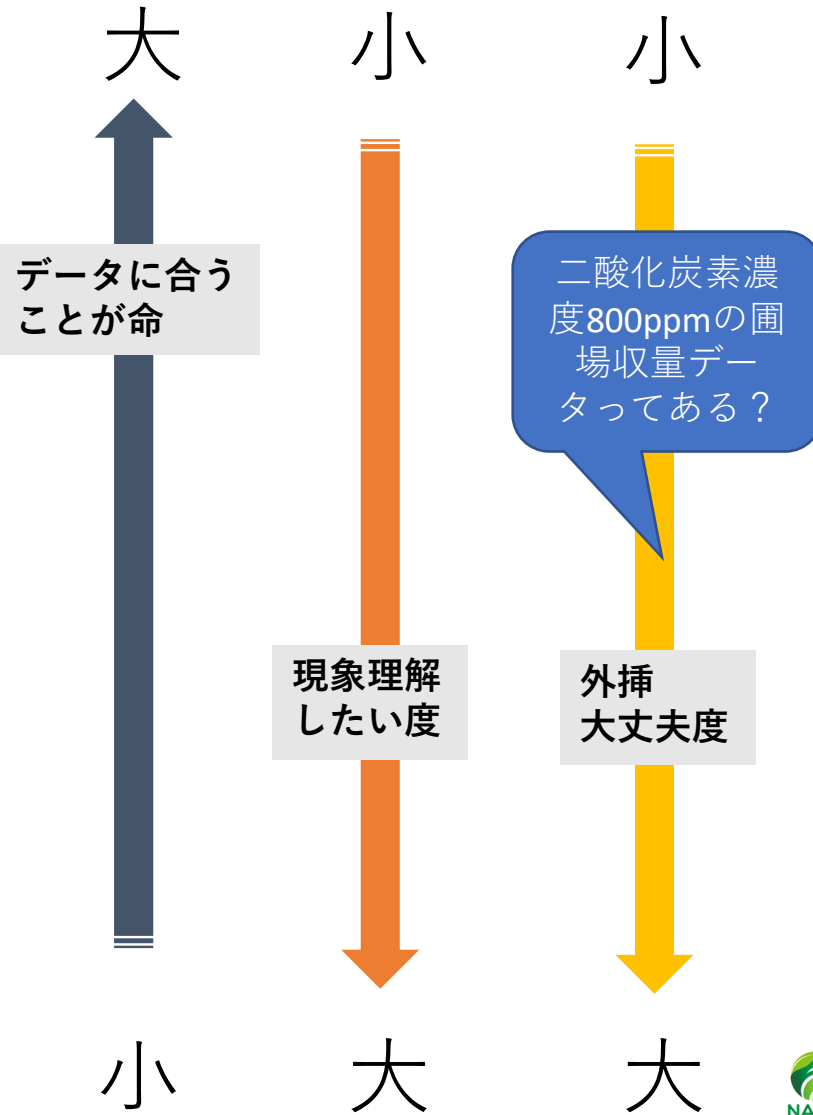 大
小
小
データに合う
ことが命
二酸化炭素濃
度800ppmの圃
場収量デー
タってある？
現象理解
したい度
外挿
大丈夫度
小
大
大